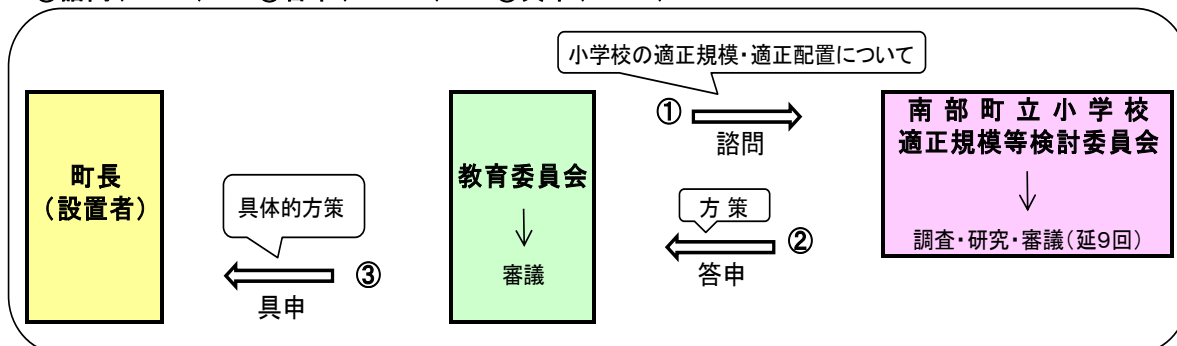 小学校の適正規模・適正配置について
①
諮問
南部町立小学校
適正規模等検討委員会
↓
調査・研究・審議(延9回)
町長
(設置者)
具体的方策
教育委員会
↓
審議
方 策
②
答申
③
具申